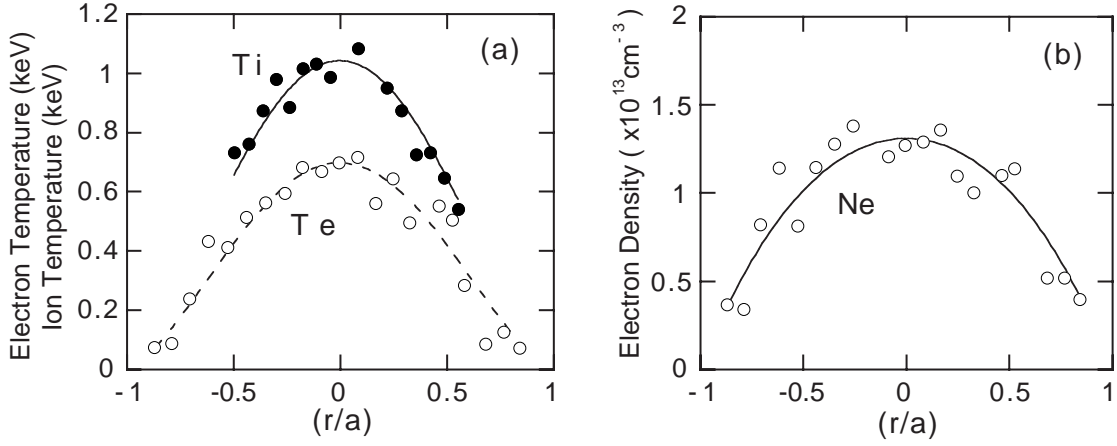 Electron Temperature (keV)
Ion Temperature (keV)
1.2
1
0.8
0.6
0.4
0.2
0
-1
-0.5
0
0.5
1
(r/a)
(a)
Ti
Te
Electron Density ( x10¹³cm⁻³)
2
1.5
1
0.5
0
-1
-0.5
0
0.5
1
(r/a)
(b)
Ne